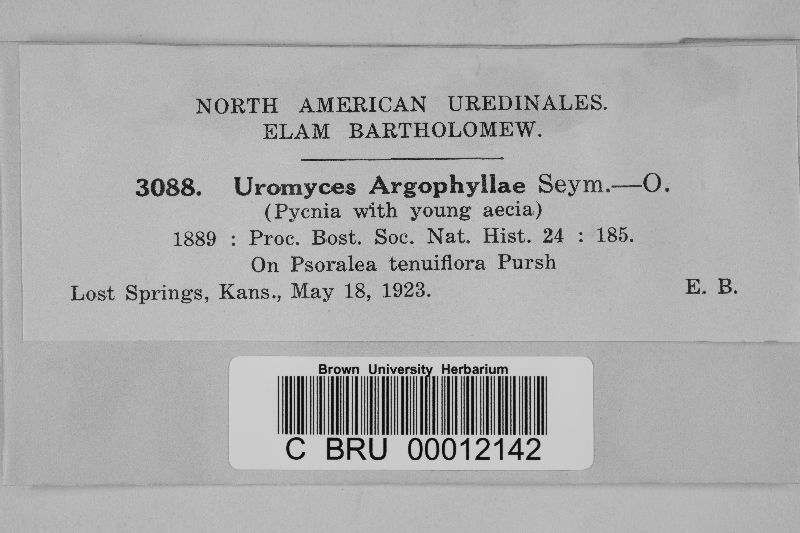 NORTH AMERICAN UREDINALES.
ELAM BARTHOLOMEW.
3088. Uromyces Argophyllae Seym.—O.
(Pycnia with young aecia)
1889 : Proc. Bost. Soc. Nat. Hist. 24 : 185.
On Psoralea tenuiflora Pursh
Lost Springs, Kans., May 18, 1923. E. B.
Brown University Herbarium
C BRU 00012142